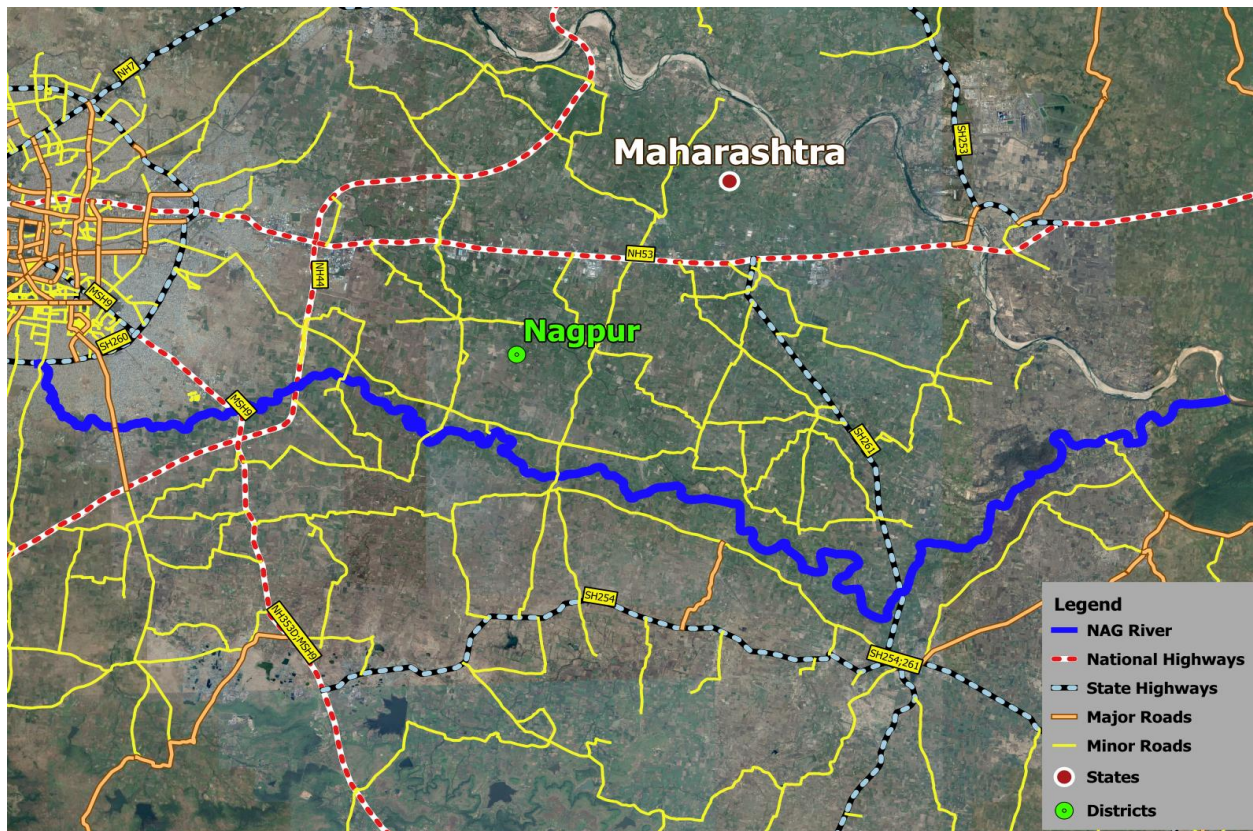 NH7
SH253
Maharashtra
NH53
NH44
MSH9
Nagpur
SH260
MSH9
SH261
SH254
NH353D;MSH9
SH254;261
Legend
NAG River
National Highways
State Highways
Major Roads
Minor Roads
States
Districts